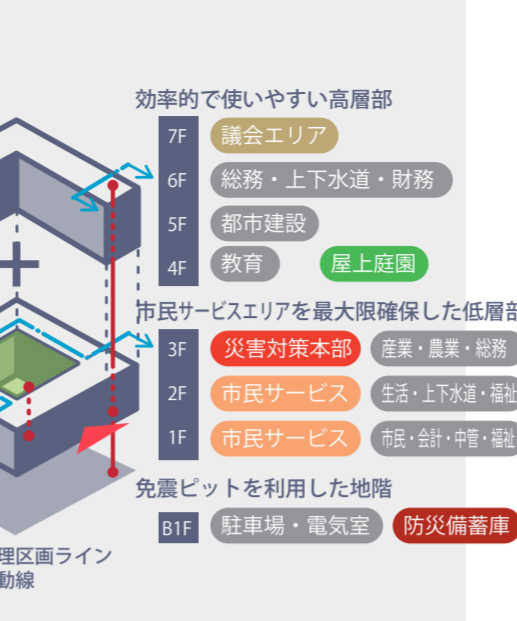 効率的で使いやすい高層部
7F 議会エリア
6F 総務・上下水道・財務
5F 都市建設
4F 教育 屋上庭園
市民サービスエリアを最大限確保した低層部
3F 災害対策本部 産業・農業・総務
2F 市民サービス 生活・上下水道・福祉
1F 市民サービス 市民・会計・中管・福祉
免震ピットを利用した地階
B1F 駐車場・電気室 防災備蓄庫
理区画ライン
動線